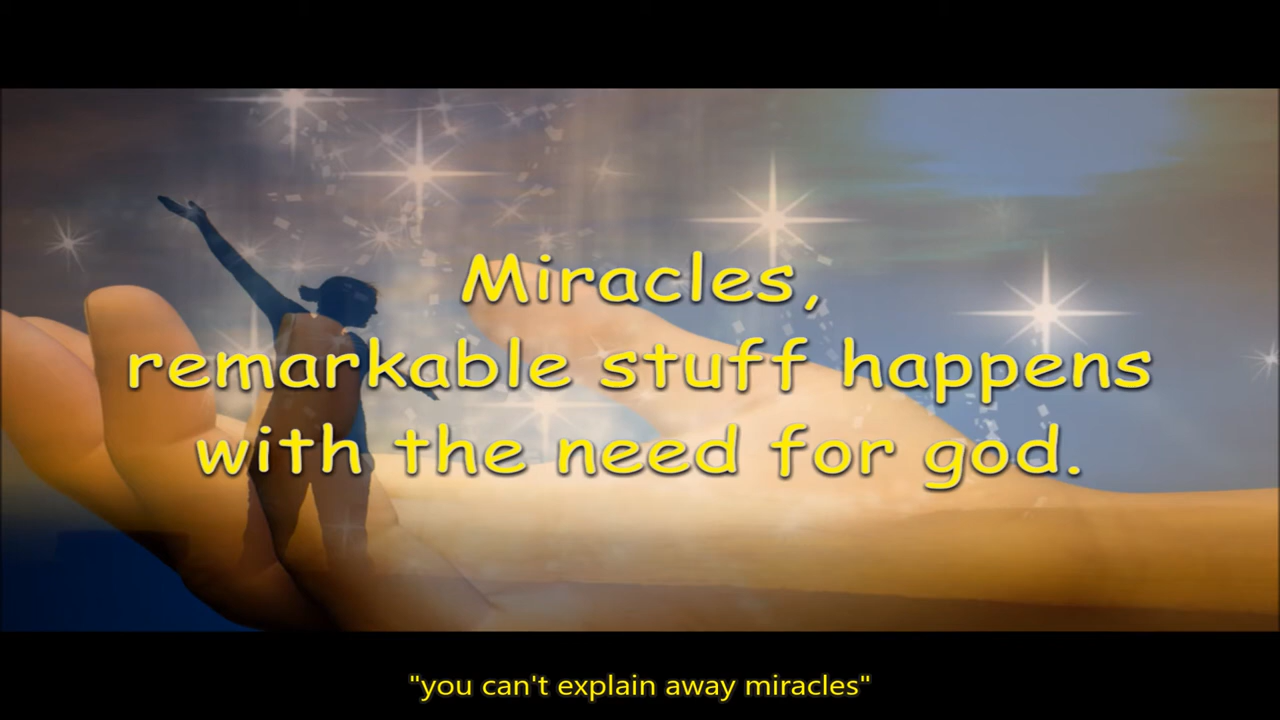 Miracles,
remarkable stuff happens
with the need for god.
"you can't explain away miracles"